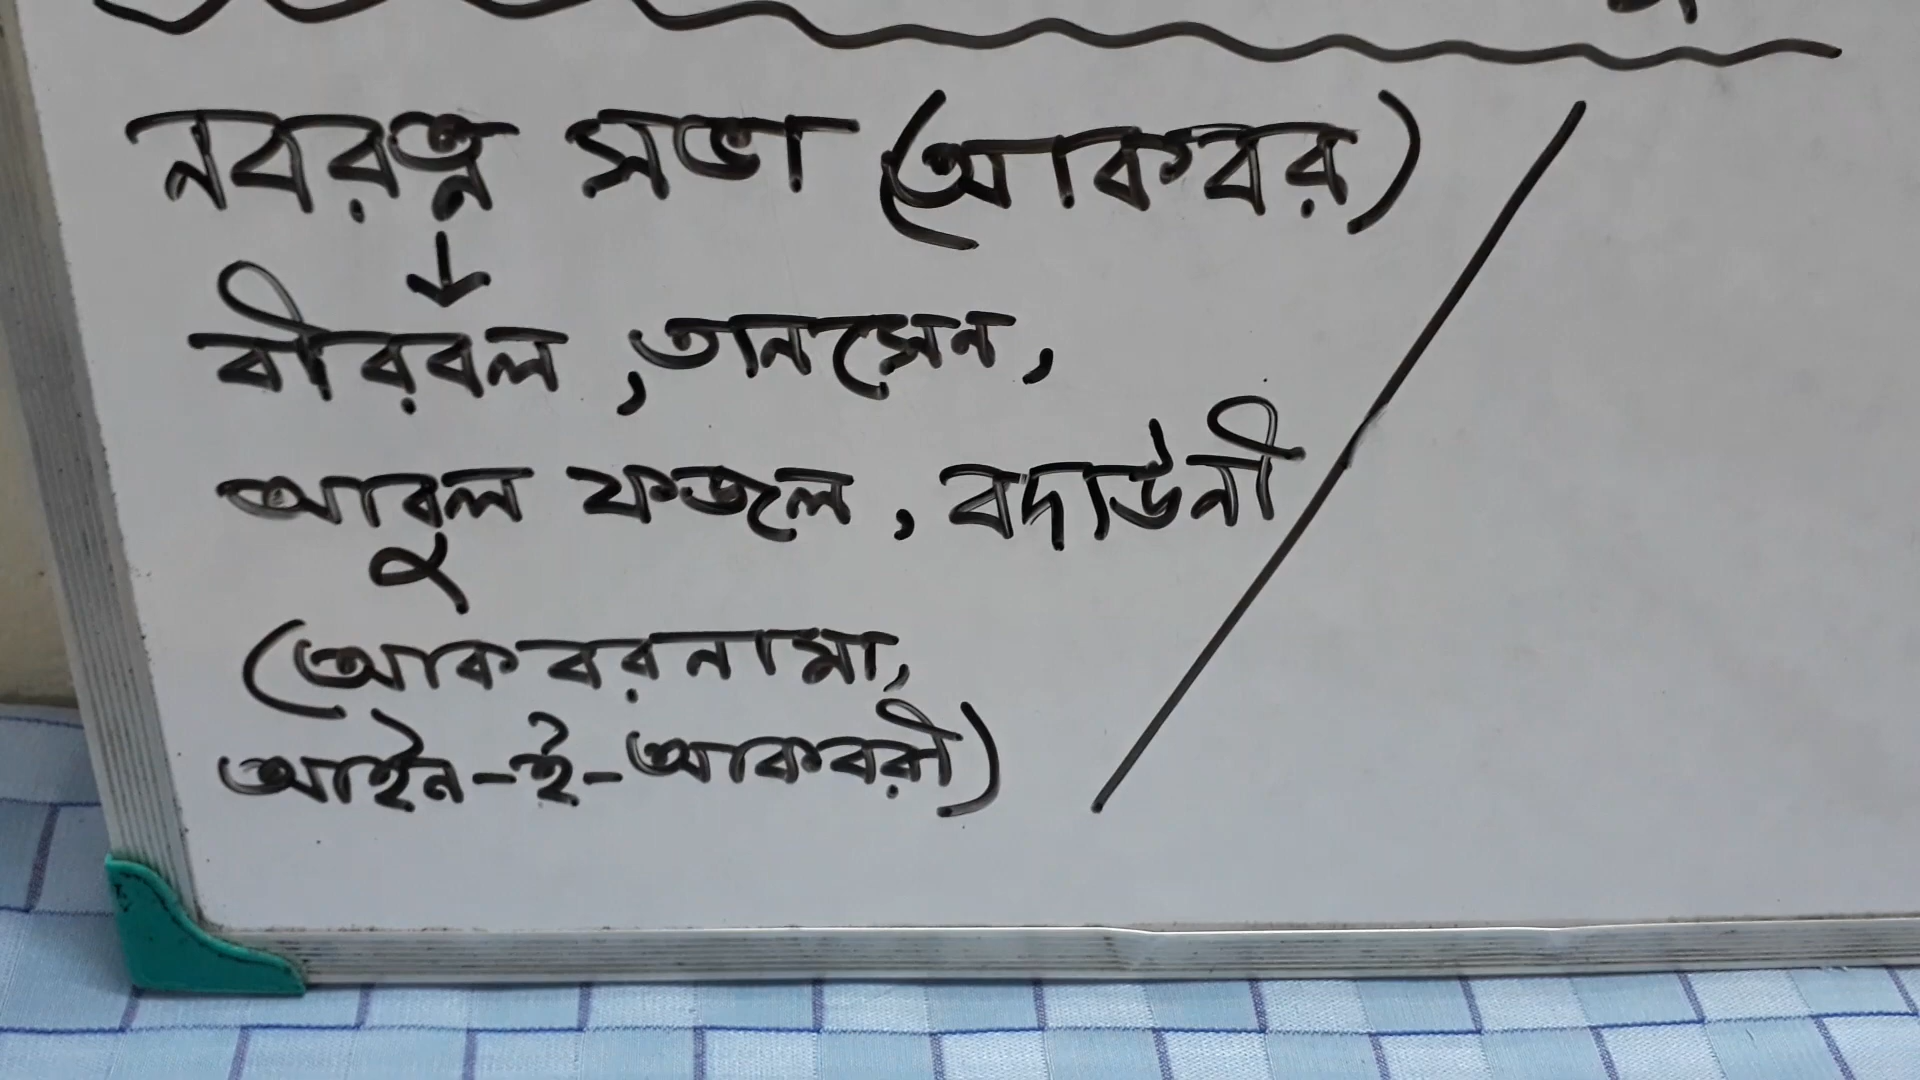 নবরত্ন সভা (আকবর)
↓
বীরবল, তানসেন,
আবুল ফজল, বদাউনী
(আকবরনামা,
আইন-ই-আকবরী)